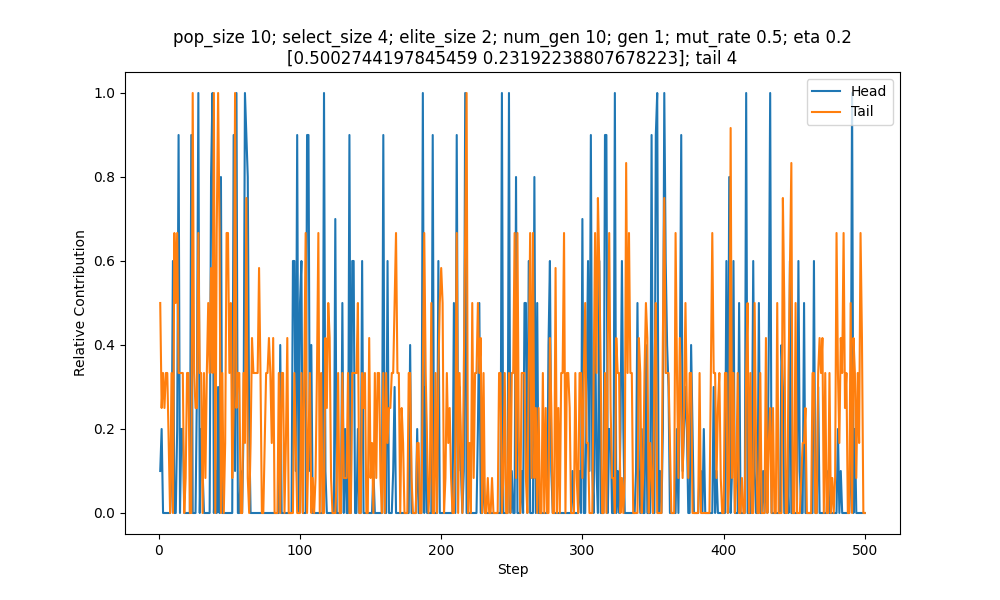 pop_size 10; select_size 4; elite_size 2; num_gen 10; gen 1; mut_rate 0.5; eta 0.2
[0.5002744197845459 0.23192238807678223]; tail 4
Head
Tail
Relative Contribution
1.0
0.8
0.6
0.4
0.2
0.0
0
100
200
300
400
500
Step